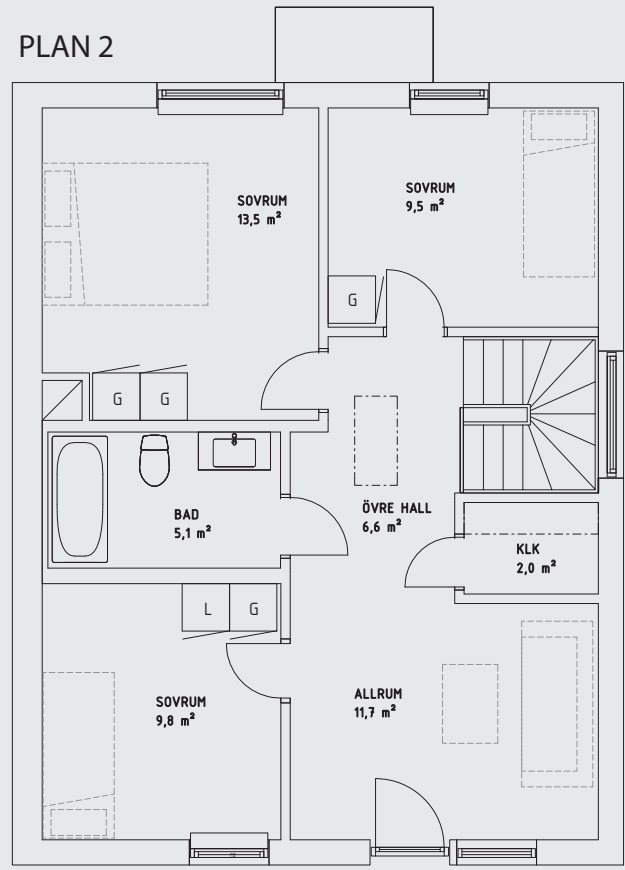 PLAN 2
SOVRUM
13,5 m²
SOVRUM
9,5 m²
G
G
G
BAD
5,1 m²
ÖVRE HALL
6,6 m²
KLK
2,0 m²
L
G
SOVRUM
9,8 m²
ALLRUM
11,7 m²